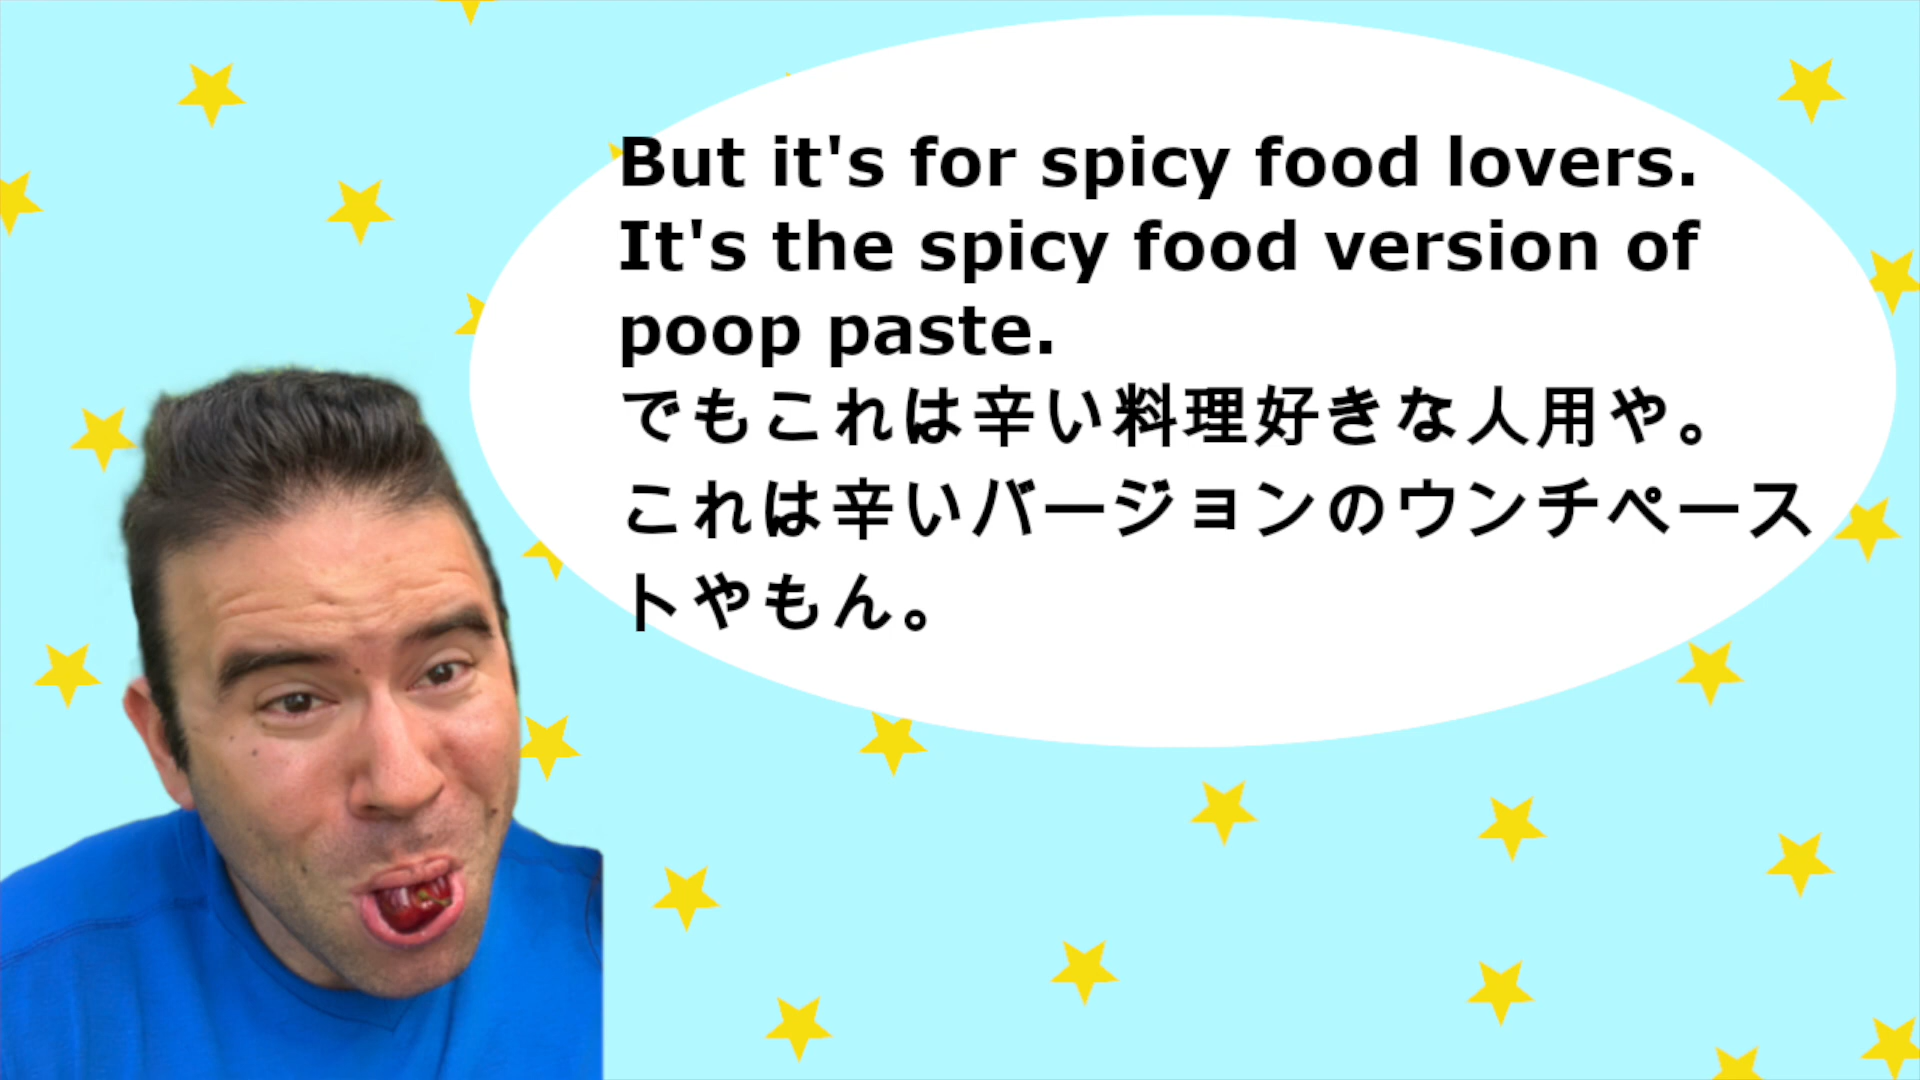 But it's for spicy food lovers.
It's the spicy food version of
poop paste.
でもこれは辛い料理好きな人用や。
これは辛いバージョンのウンチペース
トやもん。